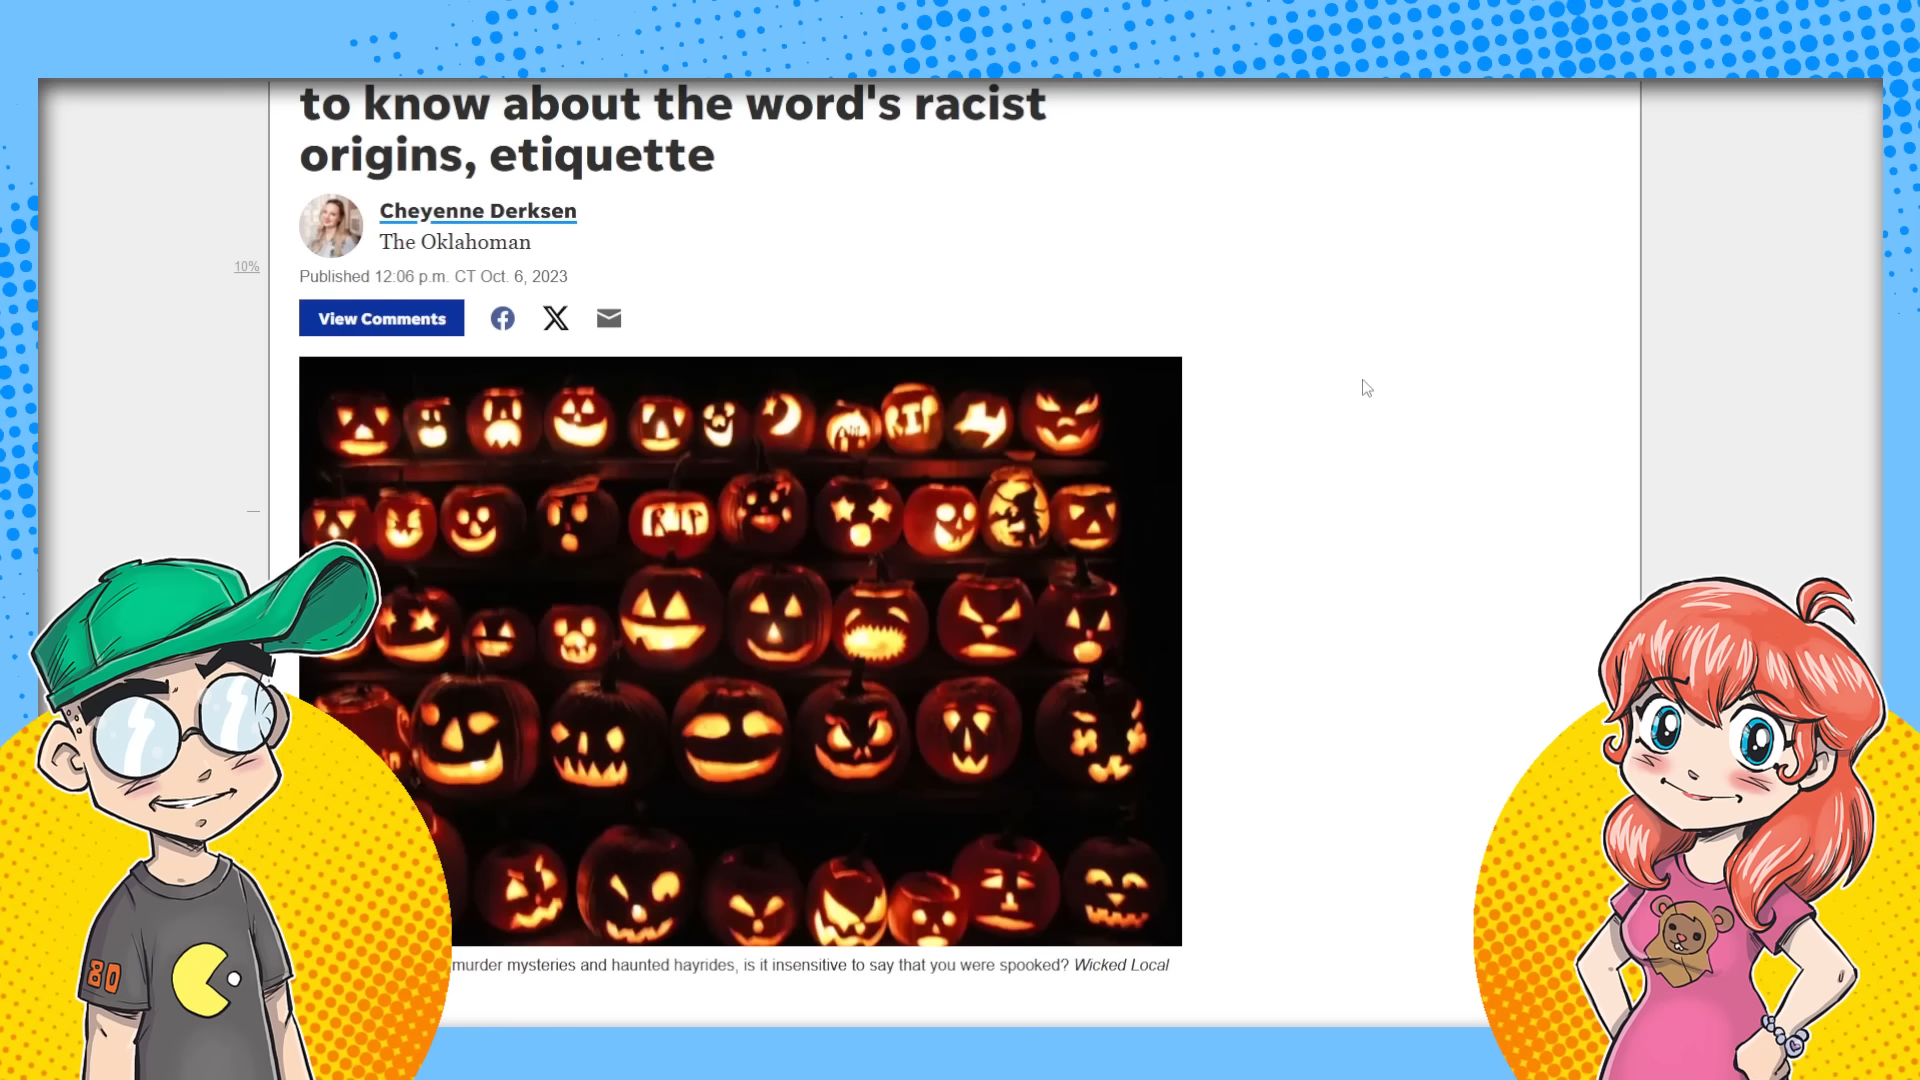 to know about the word's racist
origins, etiquette
Cheyenne Derksen
The Oklahoman
Published 12:06 p.m. CT Oct. 6, 2023
10%
View Comments
RIP
RIP
murder mysteries and haunted hayrides, is it insensitive to say that you were spooked? Wicked Local
80